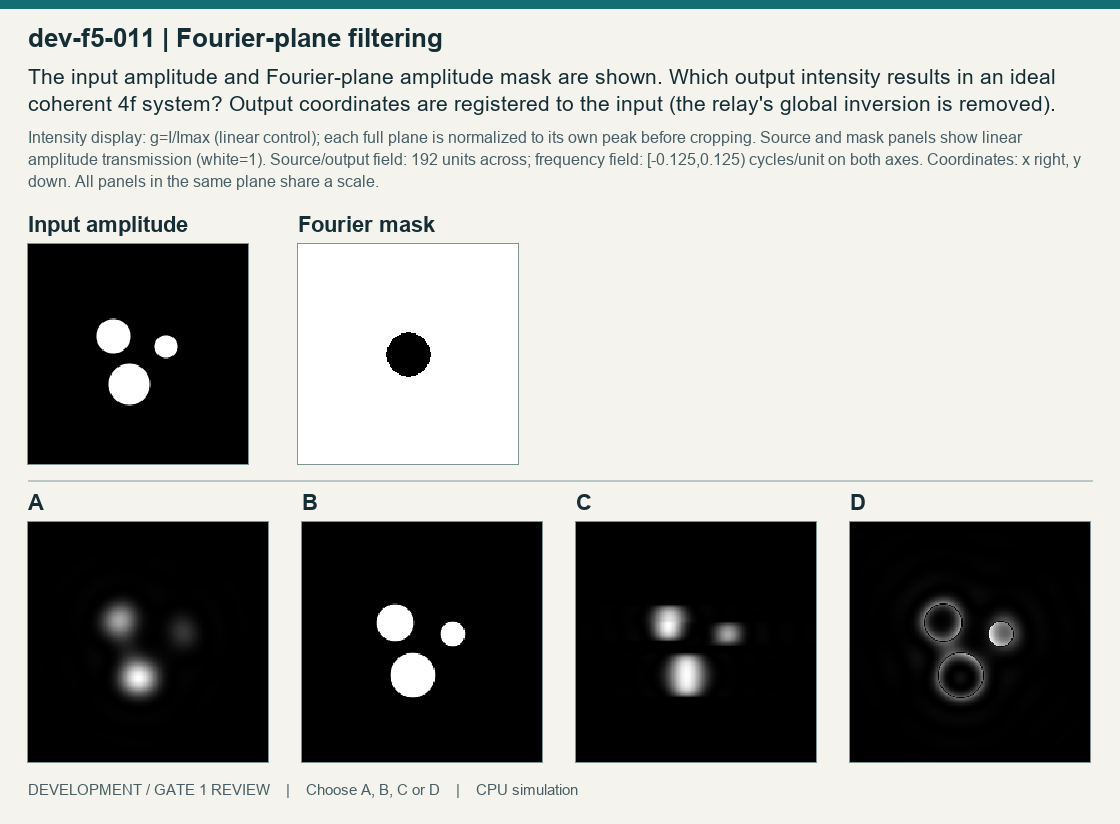 dev-f5-011 | Fourier-plane filtering
The input amplitude and Fourier-plane amplitude mask are shown. Which output intensity results in an ideal
coherent 4f system? Output coordinates are registered to the input (the relay's global inversion is removed).
Intensity display: g=I/Imax (linear control); each full plane is normalized to its own peak before cropping. Source and mask panels show linear
amplitude transmission (white=1). Source/output field: 192 units across; frequency field: [-0.125,0.125) cycles/unit on both axes. Coordinates: x right, y
down. All panels in the same plane share a scale.
Input amplitude
Fourier mask
A
B
C
D
DEVELOPMENT / GATE 1 REVIEW | Choose A, B, C or D | CPU simulation